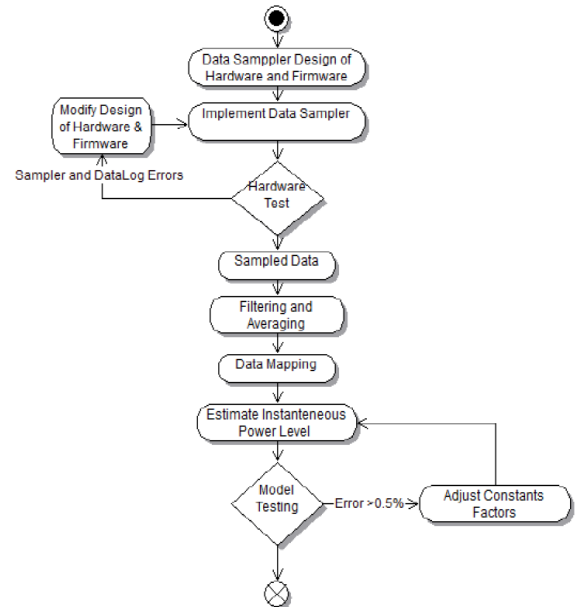 Data Samppler Design of
Hardware and Firmware
Modify Design
of Hardware &
Firmware
Implement Data Sampler
Sampler and DataLog Errors
Hardware
Test
Sampled Data
Filtering and
Averaging
Data Mapping
Estimate Instanteneous
Power Level
Model
Testing
Error >0.5%
Adjust Constants
Factors